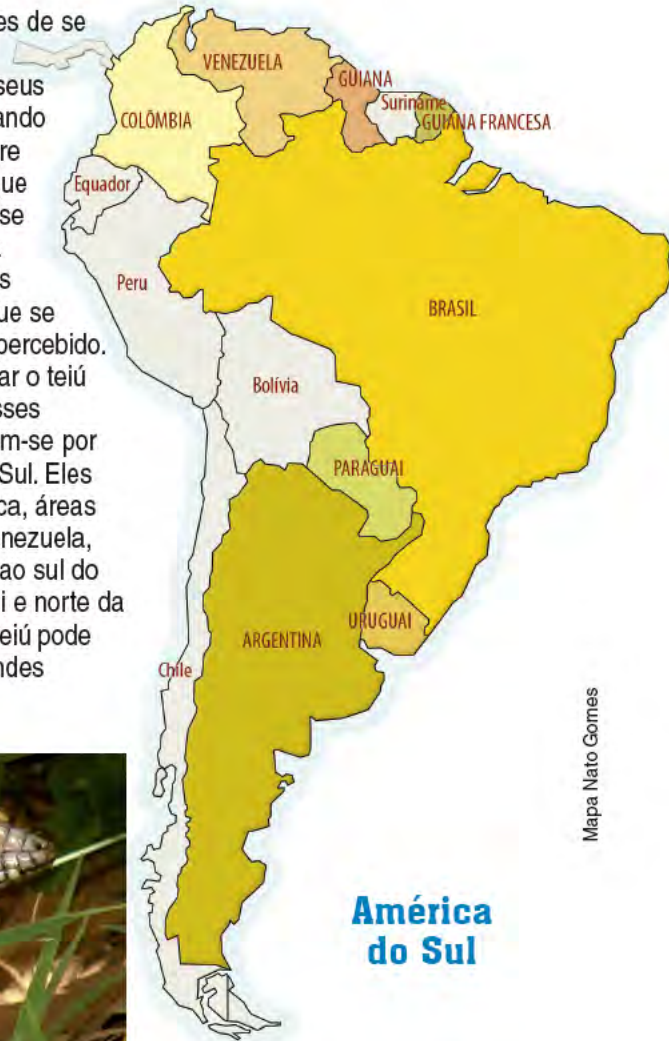 es de se
seus
ando
re
ue
se
s
ue se
percebido.
ar o teiú
sses
m-se por
Sul. Eles
ca, áreas
nezuela,
ao sul do
i e norte da
teiú pode
ndes
VENEZUELA
GUIANA
Suriname
GUIANA FRANCESA
COLÔMBIA
Equador
Peru
BRASIL
Bolívia
PARAGUAI
URUGUAI
ARGENTINA
Chile
Mapa Nato Gomes
América
do Sul